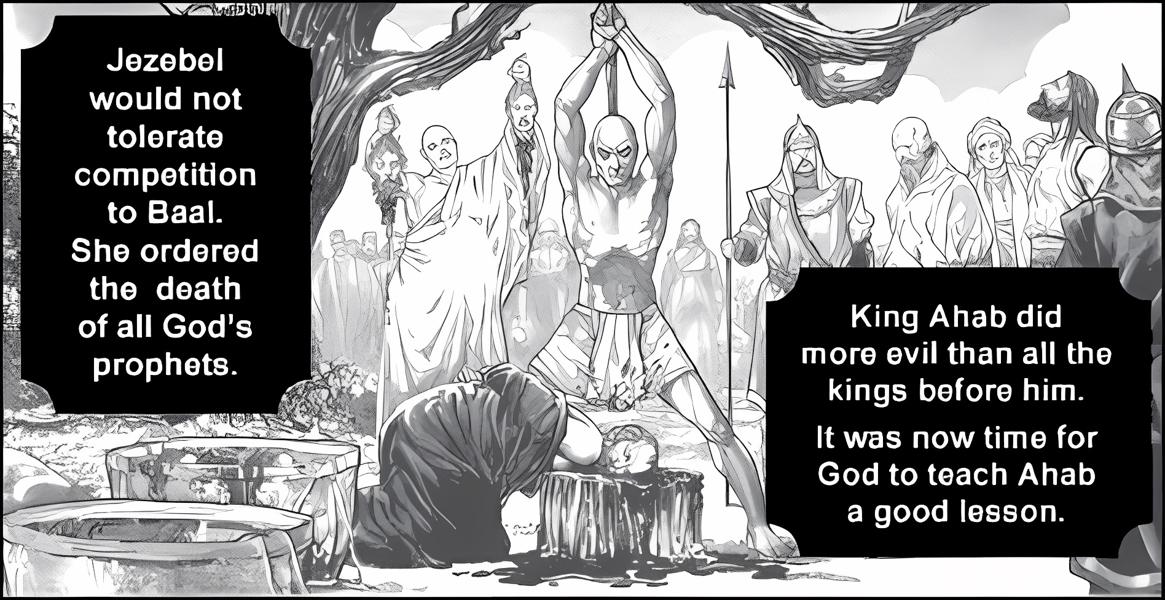 Jezebel
would not
tolerate
competition
to Baal.
She ordered
the death
of all God's
prophets.
King Ahab did
more evil than all the
kings before him.
It was now time for
God to teach Ahab
a good lesson.